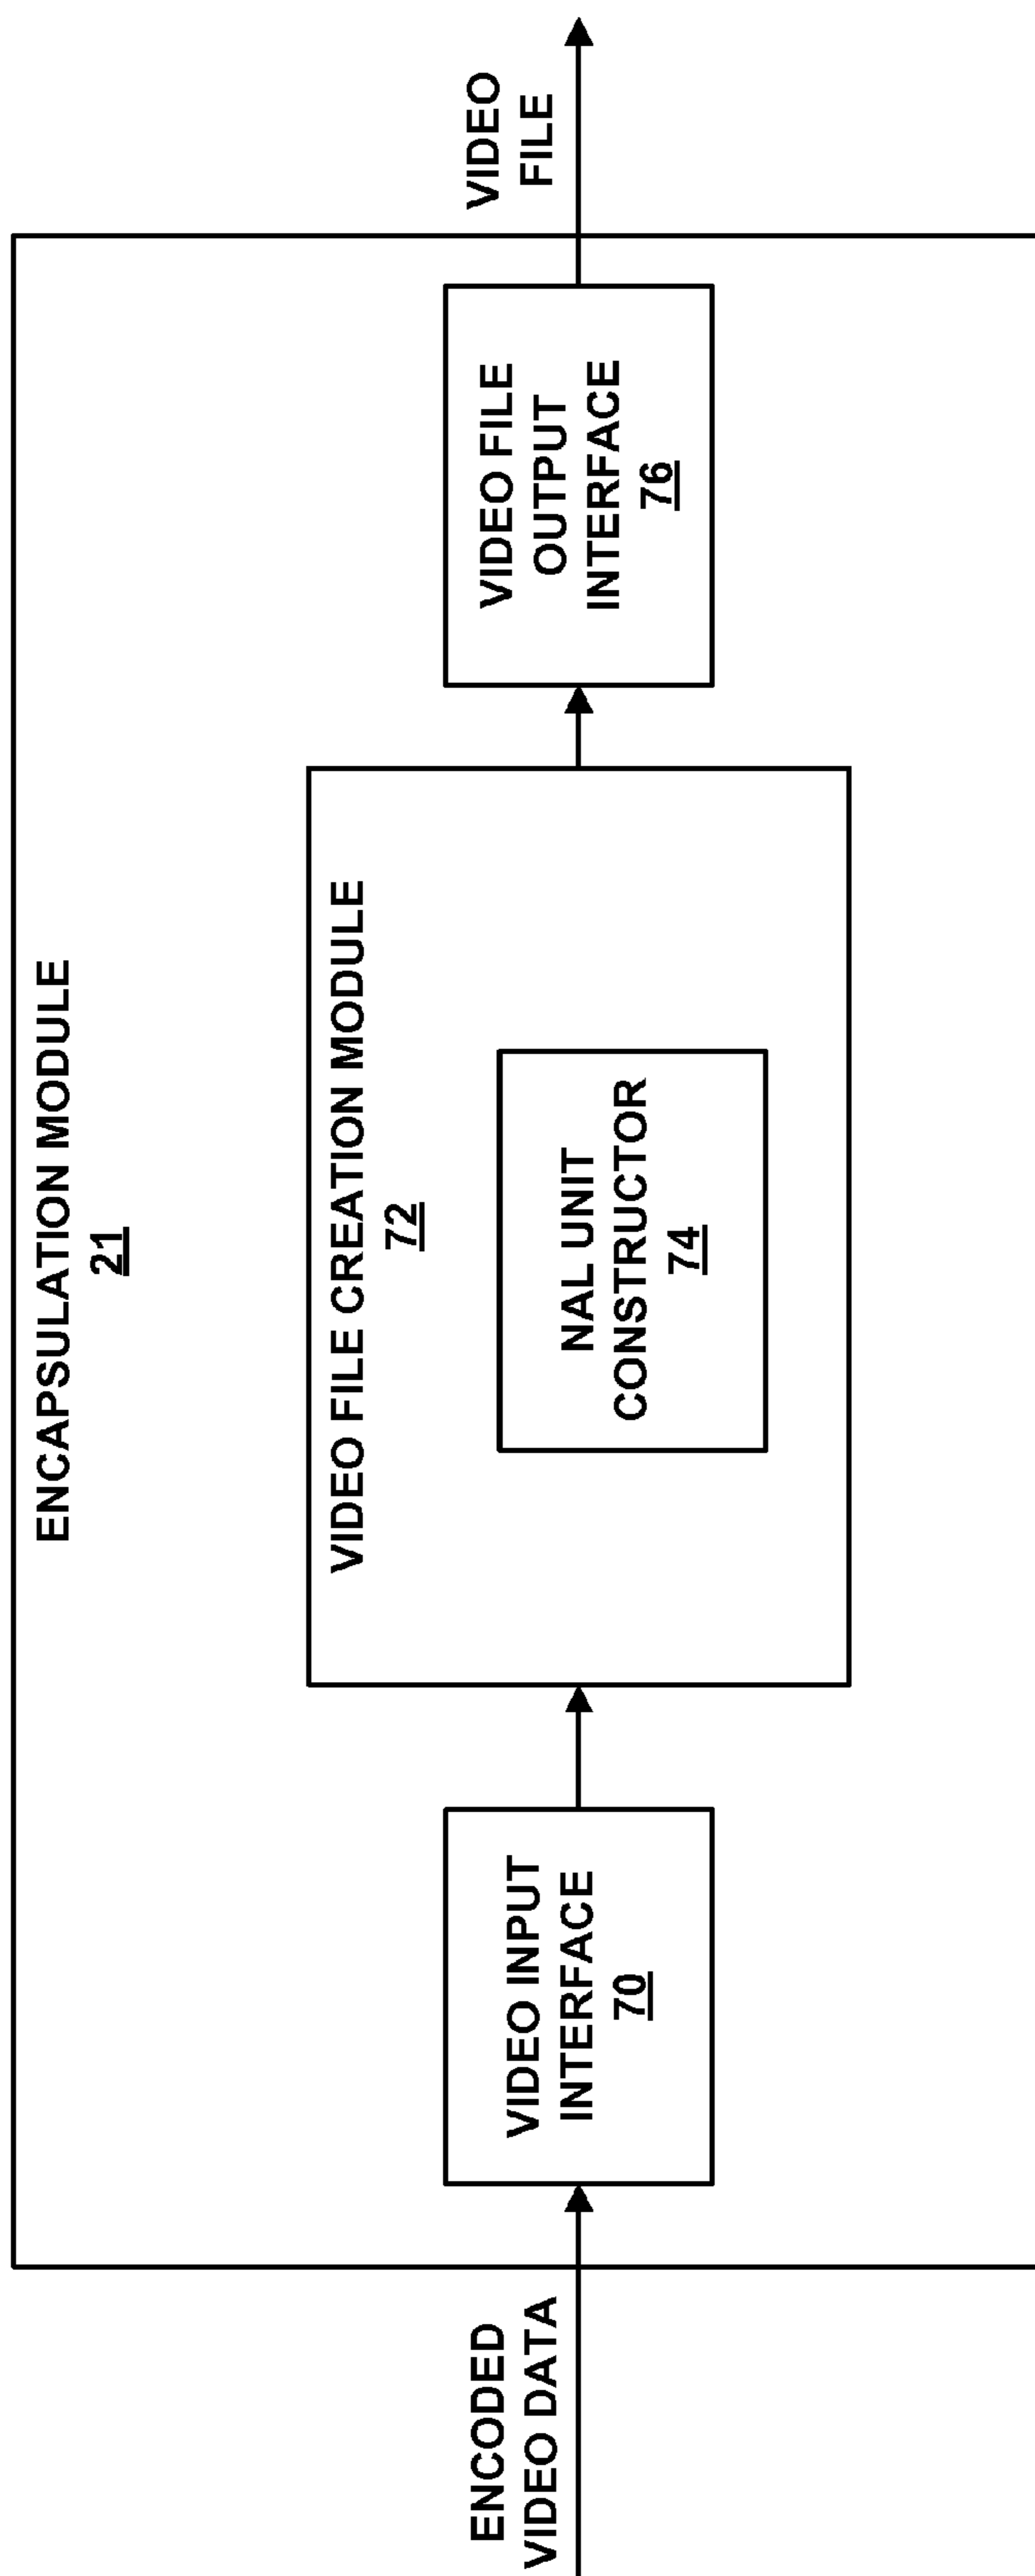 ENCAPSULATION MODULE
21
ENCODED
VIDEO DATA
VIDEO INPUT
INTERFACE
70
VIDEO FILE CREATION MODULE
72
NAL UNIT
CONSTRUCTOR
74
VIDEO FILE
OUTPUT
INTERFACE
76
VIDEO
FILE